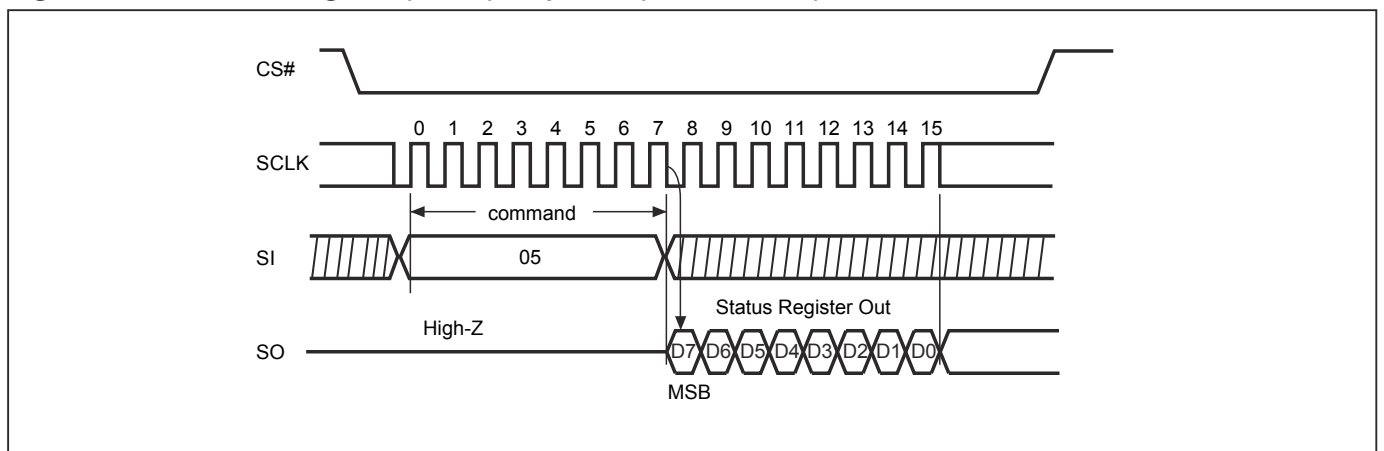 CS#
0 1 2 3 4 5 6 7 8 9 10 11 12 13 14 15
SCLK
command
SI
05
Status Register Out
High-Z
SO
D7 D6 D5 D4 D3 D2 D1 D0
MSB